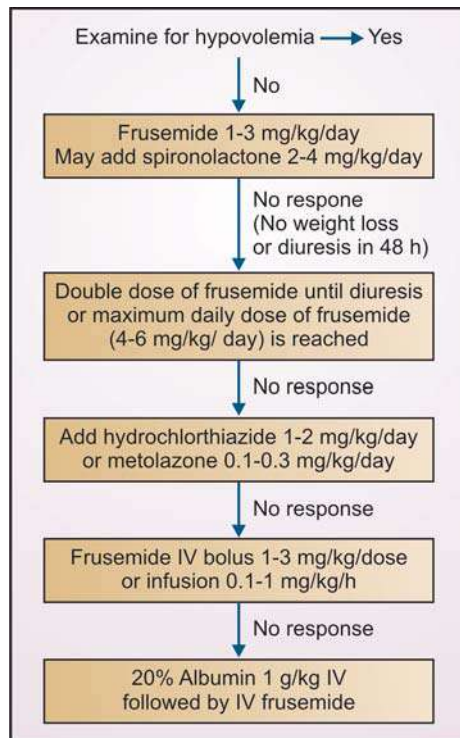 Examine for hypovolemia → Yes
No
Frusemide 1-3 mg/kg/day
May add spironolactone 2-4 mg/kg/day
No respone
(No weight loss
or diuresis in 48 h)
Double dose of frusemide until diuresis
or maximum daily dose of frusemide
(4-6 mg/kg/ day) is reached
No response
Add hydrochlorthiazide 1-2 mg/kg/day
or metolazone 0.1-0.3 mg/kg/day
No response
Frusemide IV bolus 1-3 mg/kg/dose
or infusion 0.1-1 mg/kg/h
No response
20% Albumin 1 g/kg IV
followed by IV frusemide